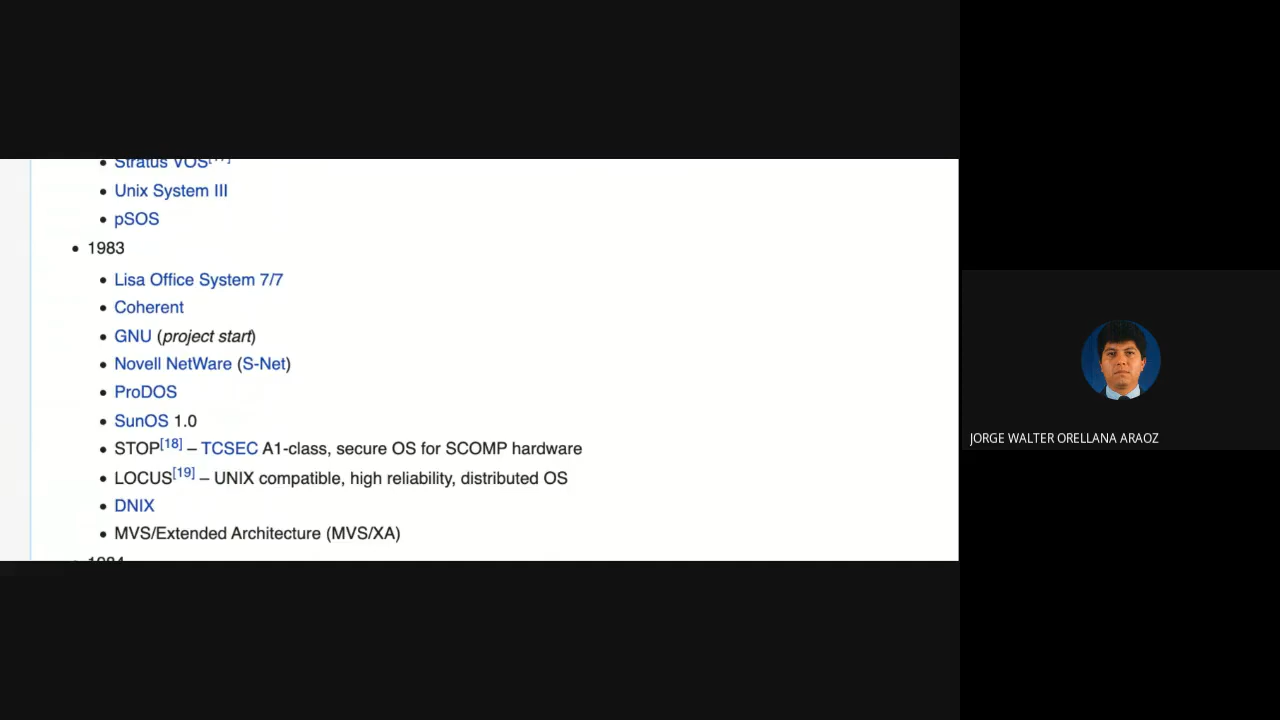 Stratus VOS
Unix System III
pSOS
1983
Lisa Office System 7/7
Coherent
GNU (project start)
Novell NetWare (S-Net)
ProDOS
SunOS 1.0
STOP[18] – TCSEC A1-class, secure OS for SCOMP hardware
LOCUS[19] – UNIX compatible, high reliability, distributed OS
DNIX
MVS/Extended Architecture (MVS/XA)
JORGE WALTER ORELLANA ARAOZ